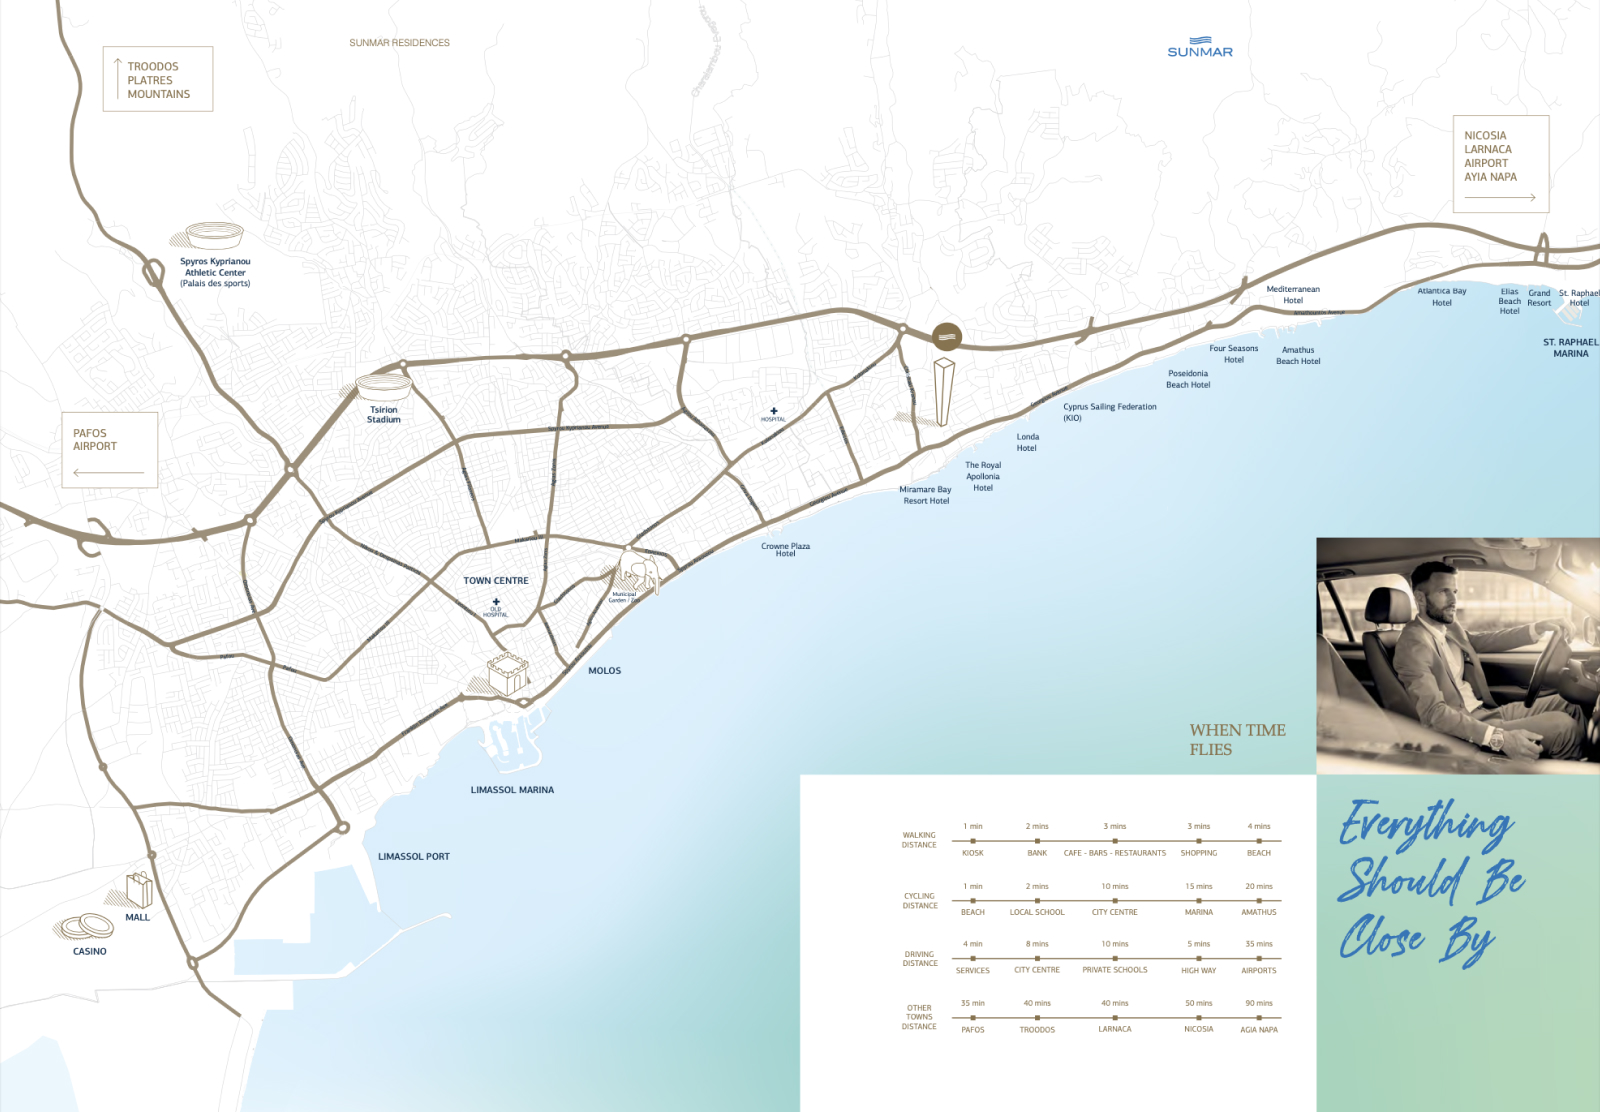 SUNMAR RESIDENCES
SUNMAR
TROODOS
PLATRES
MOUNTAINS
NICOSIA
LARNACA
AIRPORT
AYIA NAPA
Spyros Kyprianou
Athletic Center
(Palais des sports)
Mediterranean
Hotel
Atlantica Bay
Hotel
Elias
Beach
Hotel
Grand
Resort
St. Raphael
Hotel
ST. RAPHAEL
MARINA
Four Seasons
Hotel
Amathus
Beach Hotel
Poseidonia
Beach Hotel
Cyprus Sailing Federation
(KIO)
Tsirion
Stadium
HOSPITAL
PAFOS
AIRPORT
Londa
Hotel
The Royal
Apollonia
Hotel
Miramare Bay
Resort Hotel
Crowne Plaza
Hotel
TOWN CENTRE
OLD
HOSPITAL
Municipal
Garden / Zoo
MOLOS
LIMASSOL MARINA
LIMASSOL PORT
MALL
CASINO
WHEN TIME
FLIES
Everything
Should Be
Close By
WALKING
DISTANCE
1 min
2 mins
3 mins
3 mins
4 mins
KIOSK
BANK
CAFE - BARS - RESTAURANTS
SHOPPING
BEACH
CYCLING
DISTANCE
1 min
2 mins
10 mins
15 mins
20 mins
BEACH
LOCAL SCHOOL
CITY CENTRE
MARINA
AMATHUS
DRIVING
DISTANCE
4 min
8 mins
10 mins
5 mins
35 mins
SERVICES
CITY CENTRE
PRIVATE SCHOOLS
HIGH WAY
AIRPORTS
OTHER
TOWNS
DISTANCE
35 min
40 mins
40 mins
50 mins
90 mins
PAFOS
TROODOS
LARNACA
NICOSIA
AGIA NAPA